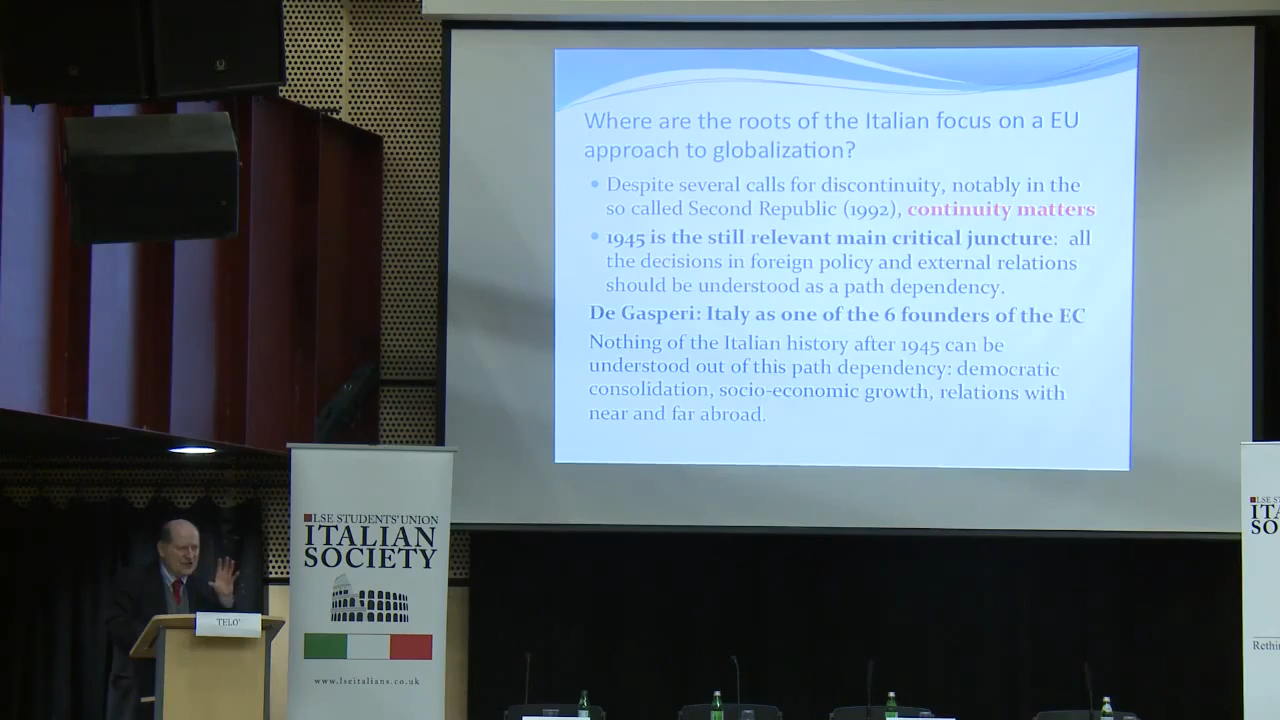 Where are the roots of the Italian focus on a EU
approach to globalization?
• Despite several calls for discontinuity, notably in the
so called Second Republic (1992), continuity matters
• 1945 is the still relevant main critical juncture: all
the decisions in foreign policy and external relations
should be understood as a path dependency.
De Gasperi: Italy as one of the 6 founders of the EC
Nothing of the Italian history after 1945 can be
understood out of this path dependency: democratic
consolidation, socio-economic growth, relations with
near and far abroad.
LSE STUDENTS' UNION
ITALIAN
SOCIETY
www.lseitalians.co.uk
TELO'
LSE ST
ITA
SO
Rethi